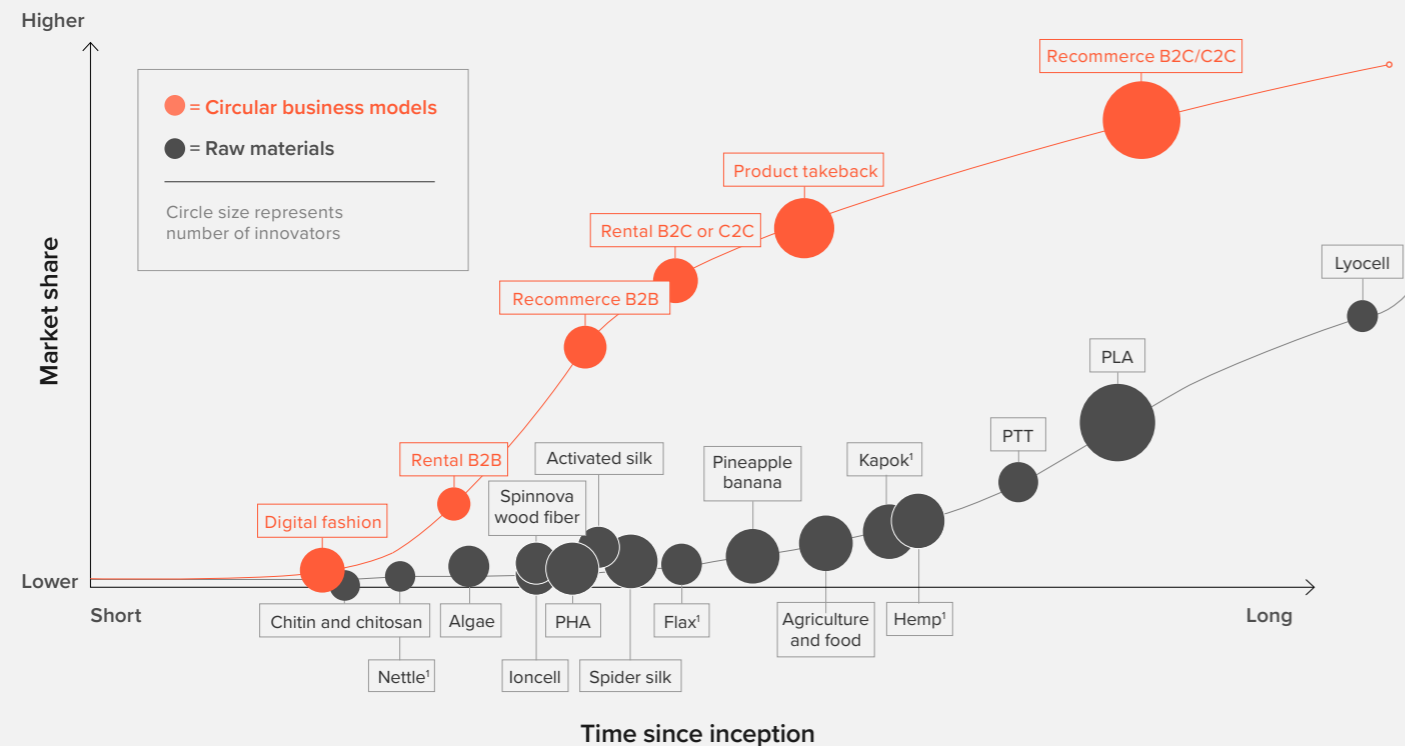 Higher
Recommerce B2C/C2C
= Circular business models
= Raw materials
Circle size represents
number of innovators
Product takeback
Rental B2C or C2C
Recommerce B2B
Lyocell
Market share
PLA
PTT
Rental B2B
Activated silk
Pineapple
banana
Kapok¹
Spinnova
wood fiber
Digital fashion
Lower
Short
Long
Chitin and chitosan
Algae
PHA
Flax¹
Agriculture
and food
Hemp¹
Nettle¹
Ioncell
Spider silk
Time since inception